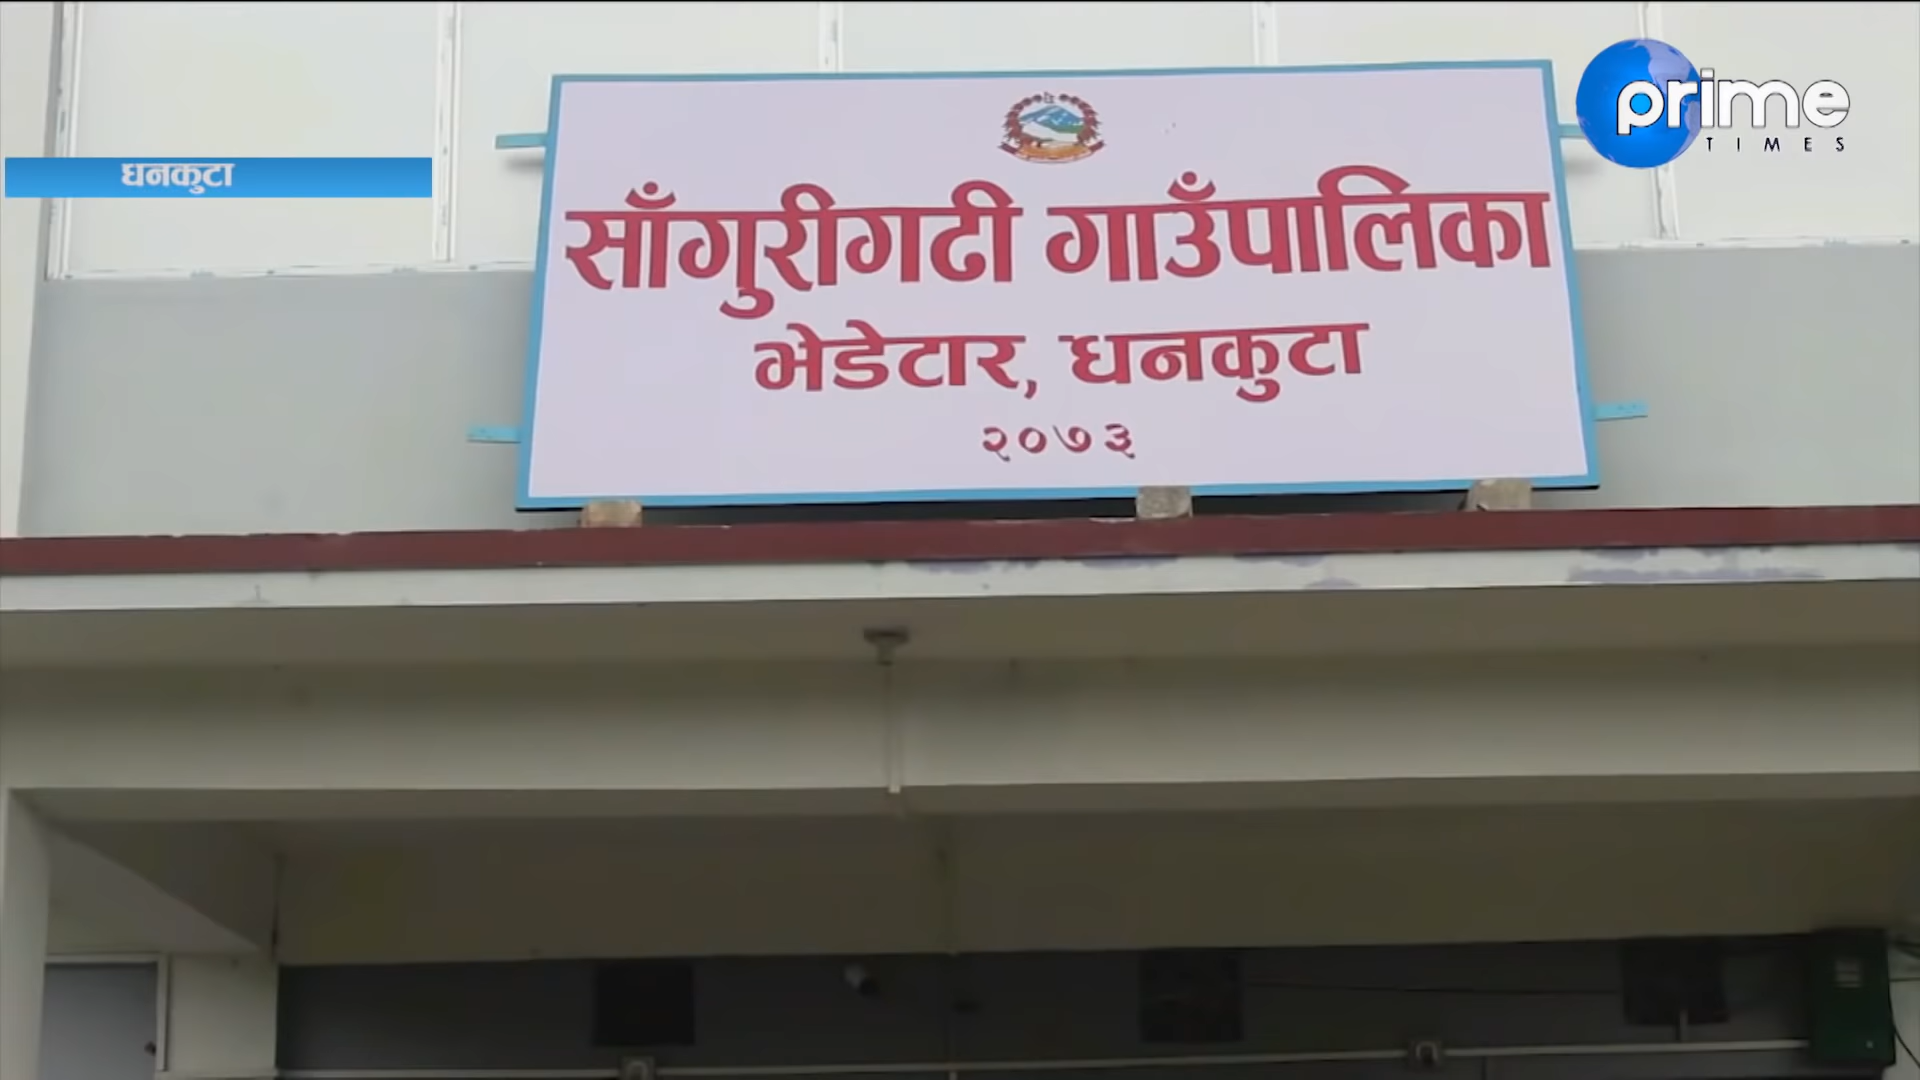 prime
TIMES
धनकुटा
साँगुरीगढी गाउँपालिका
भेडेटार, धनकुटा
२०७३